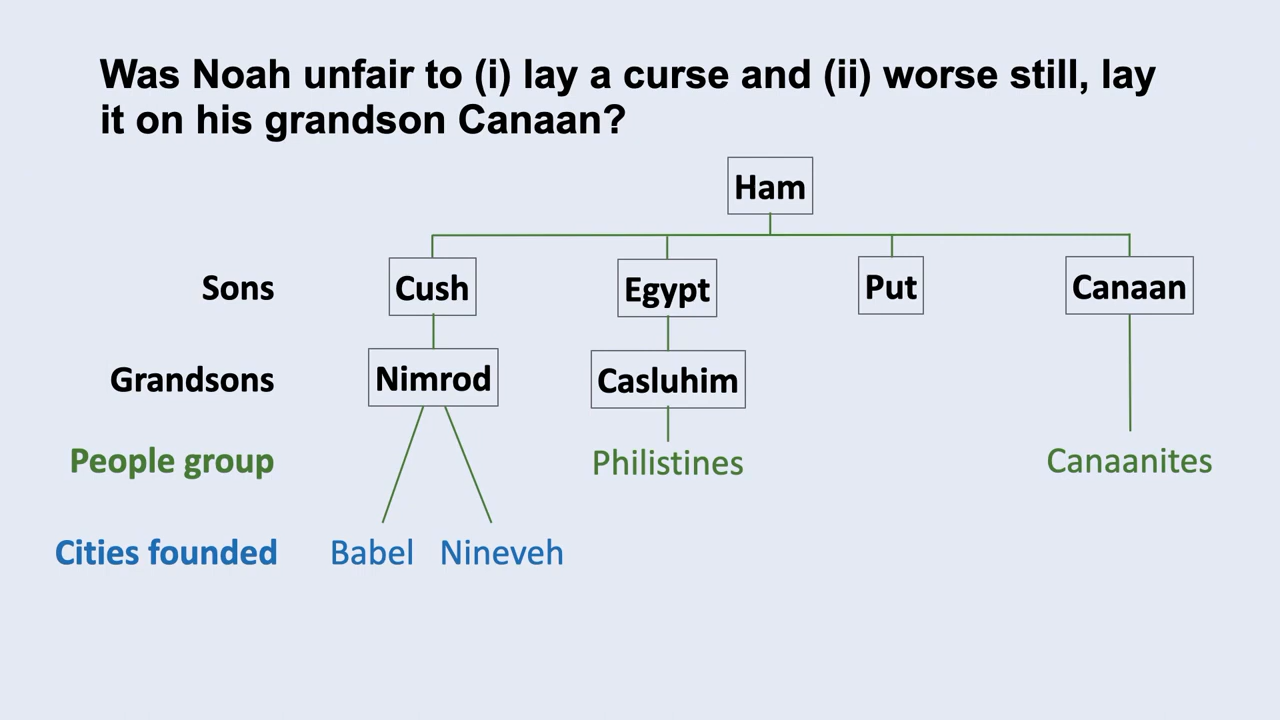 Was Noah unfair to (i) lay a curse and (ii) worse still, lay
it on his grandson Canaan?
Ham
Sons Cush Egypt Put Canaan
Grandsons Nimrod Casluhim
People group Philistines Canaanites
Cities founded Babel Nineveh